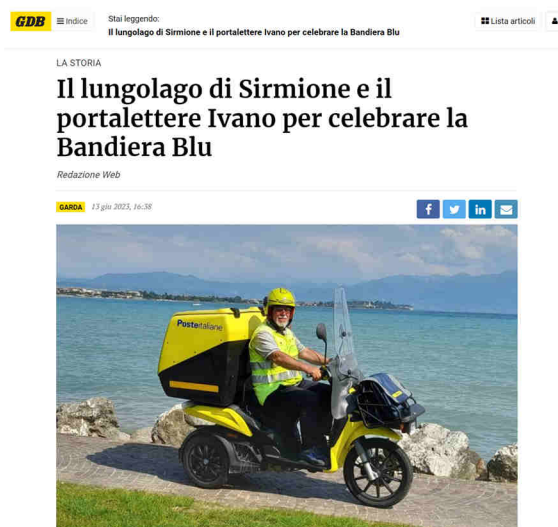 GDB
Indice
Stai leggendo:
Il lungolago di Sirmione e il portalettere Ivano per celebrare la Bandiera Blu
Lista articoli
LA STORIA
Il lungolago di Sirmione e il
portalettere Ivano per celebrare la
Bandiera Blu
Redazione Web
GARDA 13 giu 2023, 16:38
Posteitaliane